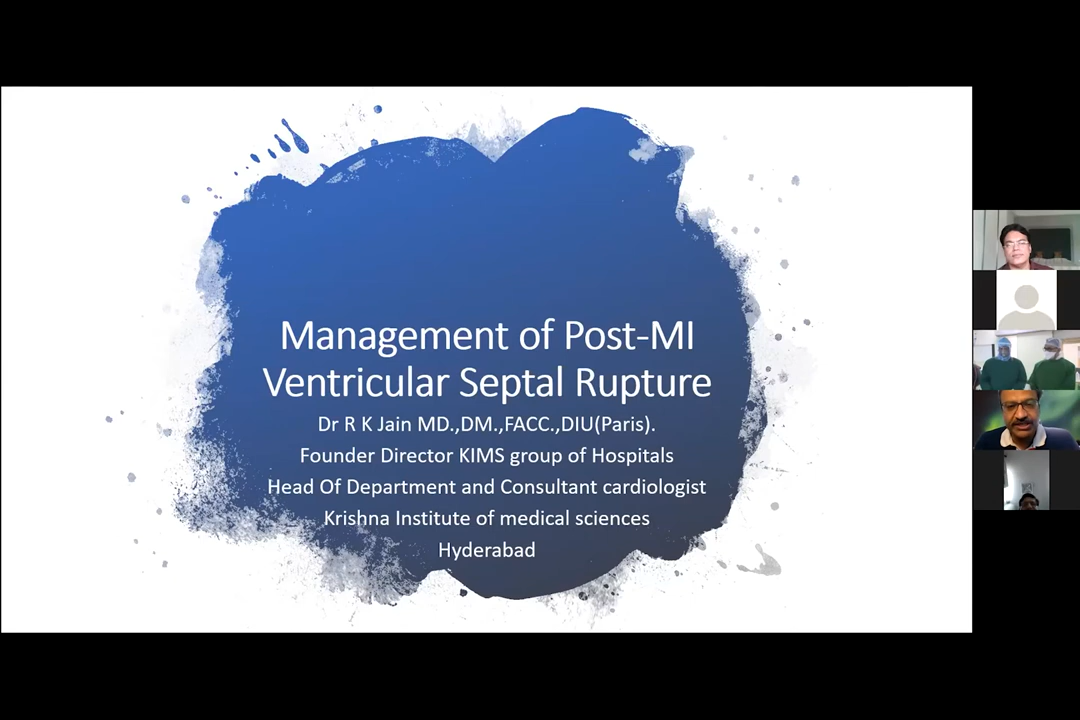 Management of Post-MI
Ventricular Septal Rupture
Dr R K Jain MD.,DM.,FACC.,DIU(Paris).
Founder Director KIMS group of Hospitals
Head Of Department and Consultant cardiologist
Krishna Institute of medical sciences
Hyderabad